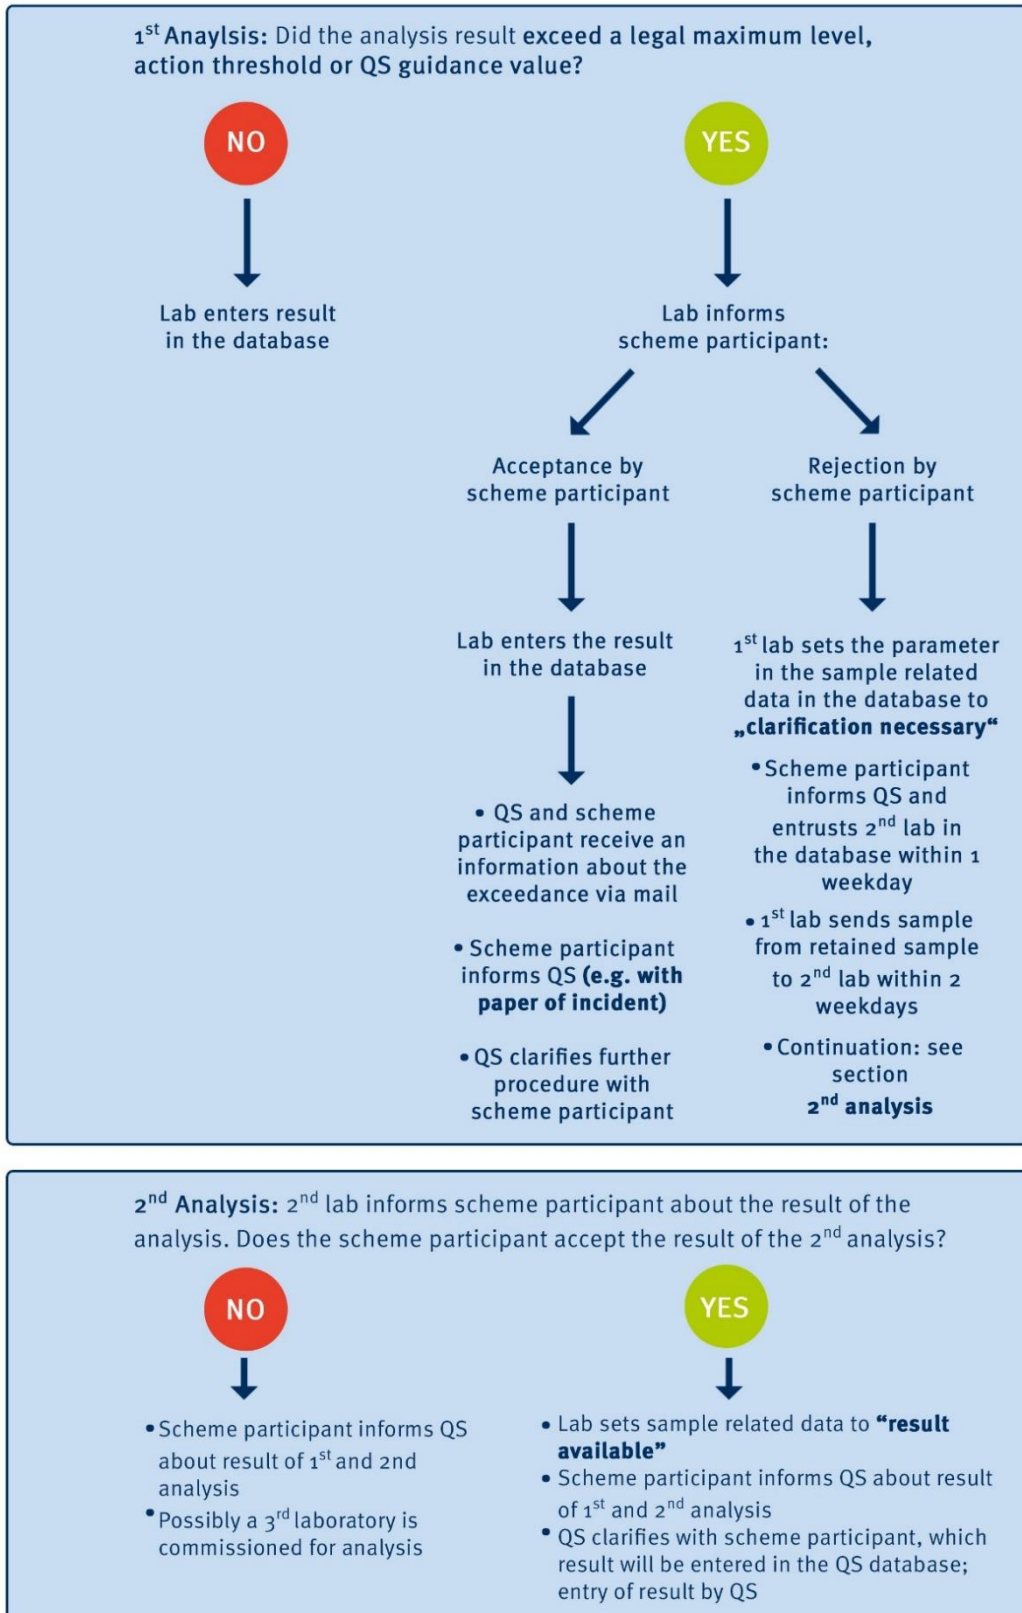 1st Anaylsis: Did the analysis result exceed a legal maximum level,
action threshold or QS guidance value?
NO
YES
Lab enters result
in the database
Lab informs
scheme participant:
Acceptance by
scheme participant
Rejection by
scheme participant
Lab enters the result
in the database
1st lab sets the parameter
in the sample related
data in the database to
„clarification necessary“
• QS and scheme
participant receive an
information about the
exceedance via mail
• Scheme participant
informs QS (e.g. with
paper of incident)
• QS clarifies further
procedure with
scheme participant
• Scheme participant
informs QS and
entrusts 2nd lab in
the database within 1
weekday
• 1st lab sends sample
from retained sample
to 2nd lab within 2
weekdays
• Continuation: see
section
2nd analysis
2nd Analysis: 2nd lab informs scheme participant about the result of the
analysis. Does the scheme participant accept the result of the 2nd analysis?
NO
YES
• Scheme participant informs QS
about result of 1st and 2nd
analysis
• Possibly a 3rd laboratory is
commissioned for analysis
• Lab sets sample related data to “result
available”
• Scheme participant informs QS about result
of 1st and 2nd analysis
• QS clarifies with scheme participant, which
result will be entered in the QS database;
entry of result by QS